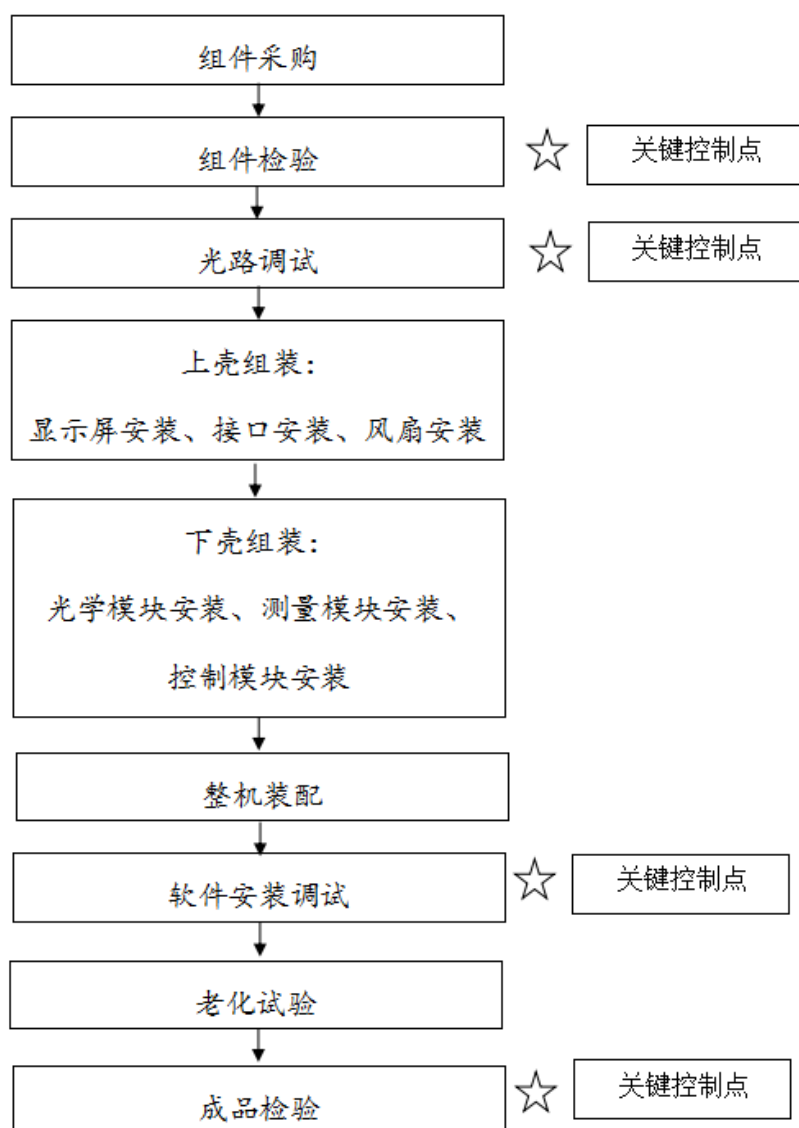 组件采购
组件检验
☆ 关键控制点
光路调试
☆ 关键控制点
上壳组装：
显示屏安装、接口安装、风扇安装
下壳组装：
光学模块安装、测量模块安装、
控制模块安装
整机装配
软件安装调试
☆ 关键控制点
老化试验
成品检验
☆ 关键控制点